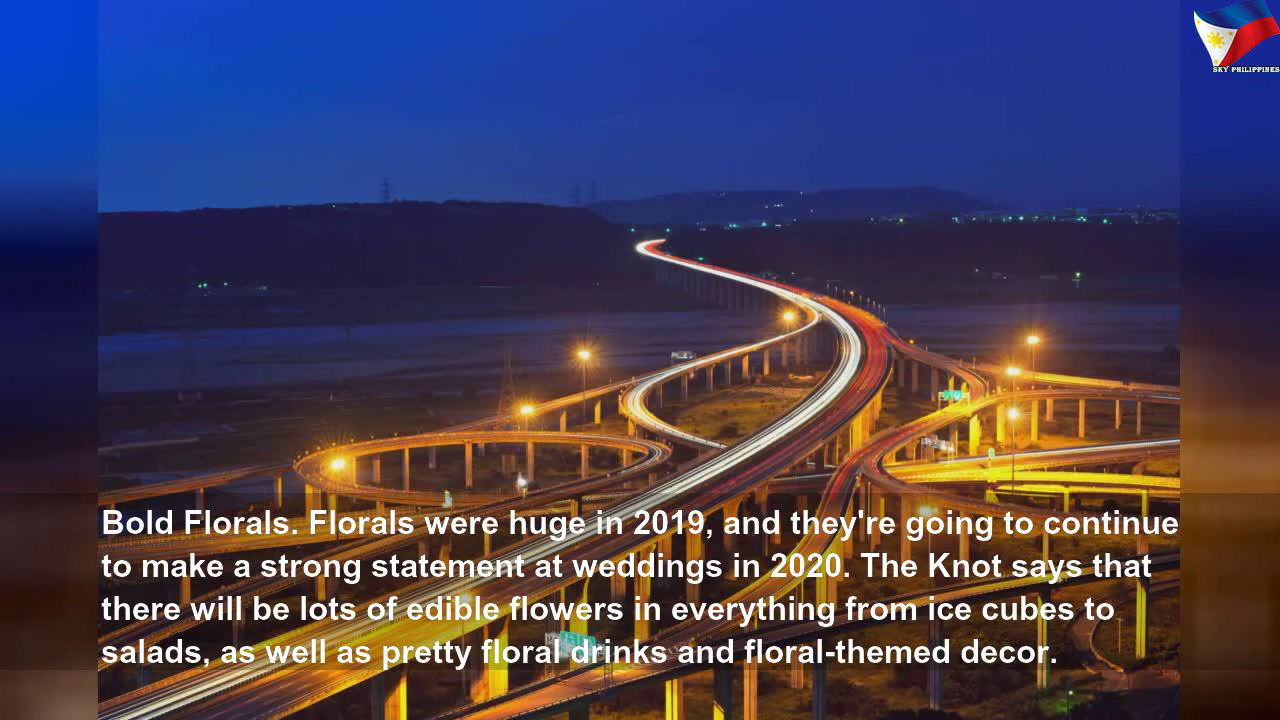 SKY PHILIPPINES
Bold Florals. Florals were huge in 2019, and they're going to continue
to make a strong statement at weddings in 2020. The Knot says that
there will be lots of edible flowers in everything from ice cubes to
salads, as well as pretty floral drinks and floral-themed decor.